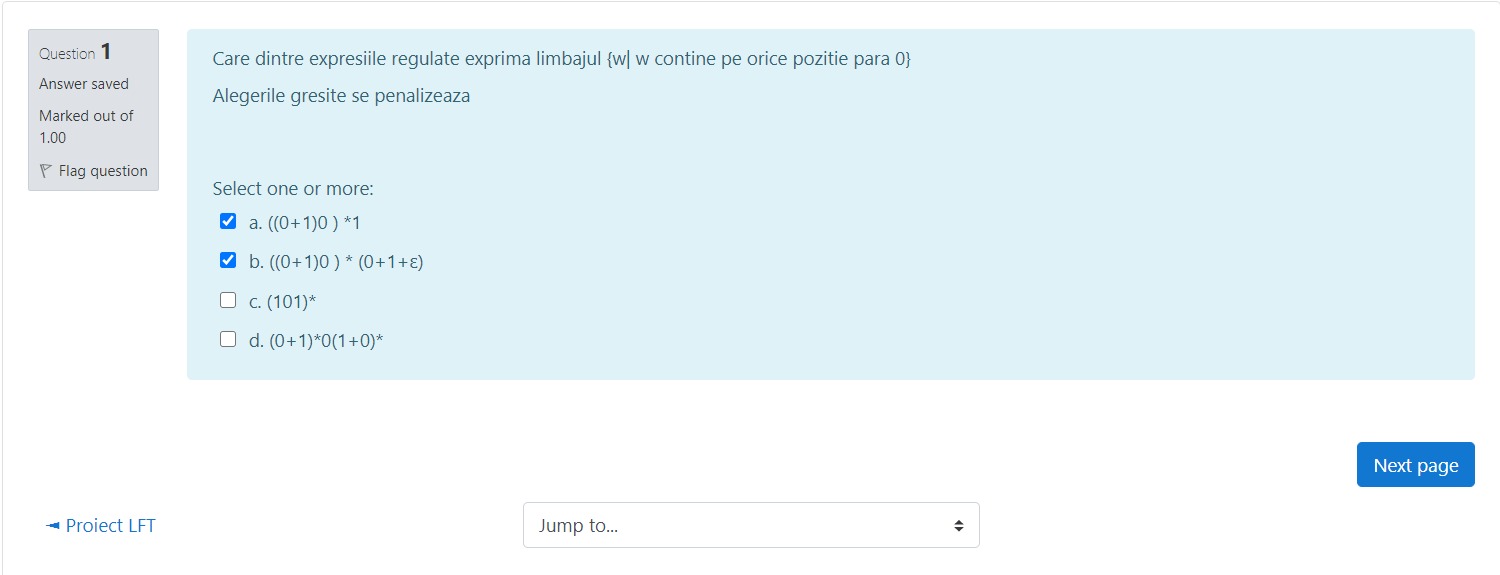 Question 1
Answer saved
Marked out of
1.00
Flag question
Care dintre expresiile regulate exprima limbajul {w| w contine pe orice pozitie para 0}
Alegerile gresite se penalizeaza
Select one or more:
a. ((0+1)0 ) *1
b. ((0+1)0 ) * (0+1+ε)
c. (101)*
d. (0+1)*0(1+0)*
Next page
◄ Proiect LFT
Jump to...